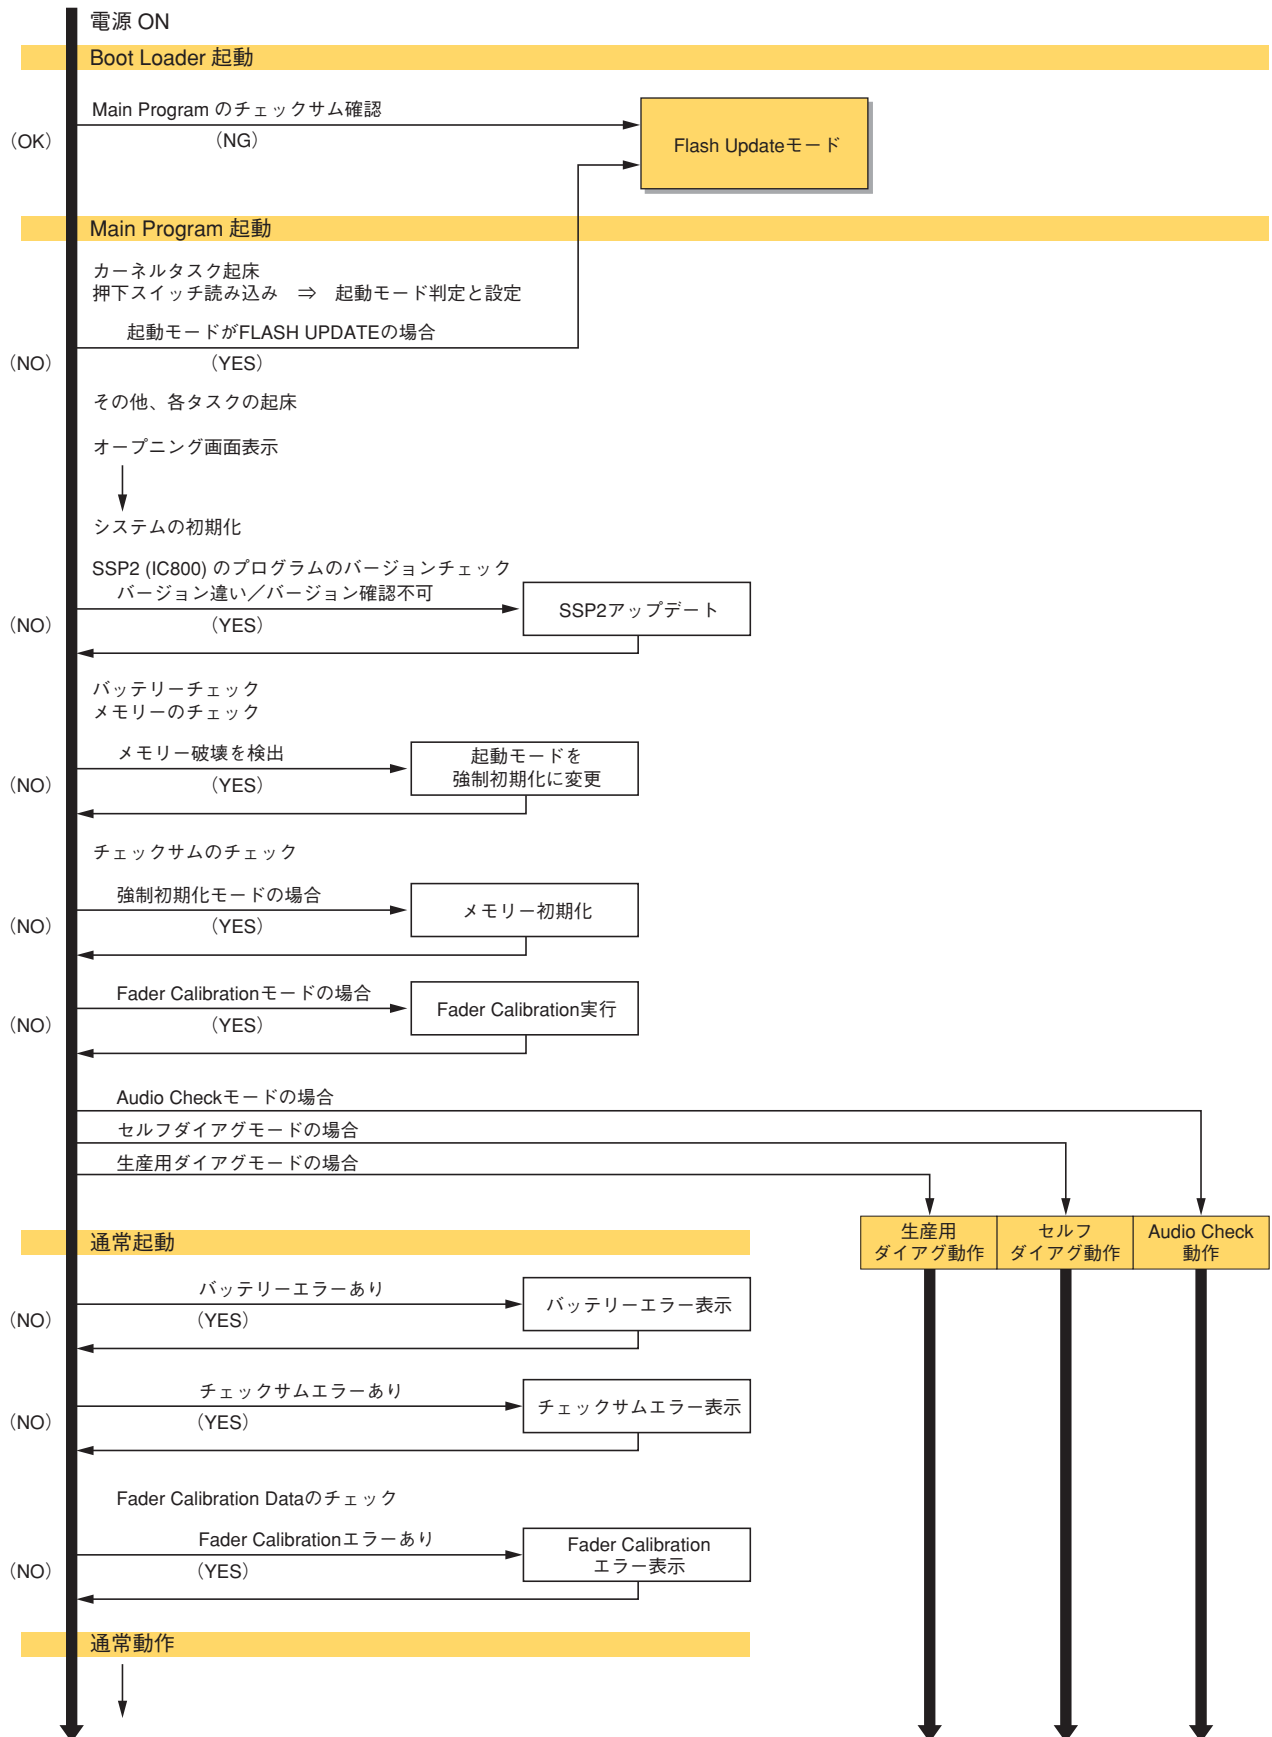 電源 ON
Boot Loader 起動
Main Program のチェックサム確認
（OK）
（NG）
Flash Updateモード
Main Program 起動
カーネルタスク起床
押下スイッチ読み込み　⇒　起動モード判定と設定
起動モードがFLASH UPDATEの場合
（NO）
（YES）
その他、各タスクの起床
オープニング画面表示
システムの初期化
SSP2 (IC800) のプログラムのバージョンチェック
バージョン違い／バージョン確認不可
SSP2アップデート
（NO）
（YES）
バッテリーチェック
メモリーのチェック
メモリー破壊を検出
起動モードを
強制初期化に変更
（NO）
（YES）
チェックサムのチェック
強制初期化モードの場合
メモリー初期化
（NO）
（YES）
Fader Calibrationモードの場合
Fader Calibration実行
（NO）
（YES）
Audio Checkモードの場合
セルフダイアグモードの場合
生産用ダイアグモードの場合
生産用
ダイアグ動作
セルフ
ダイアグ動作
Audio Check
動作
通常起動
バッテリーエラーあり
バッテリーエラー表示
（NO）
（YES）
チェックサムエラーあり
チェックサムエラー表示
（NO）
（YES）
Fader Calibration Dataのチェック
Fader Calibrationエラーあり
Fader Calibration
エラー表示
（NO）
（YES）
通常動作